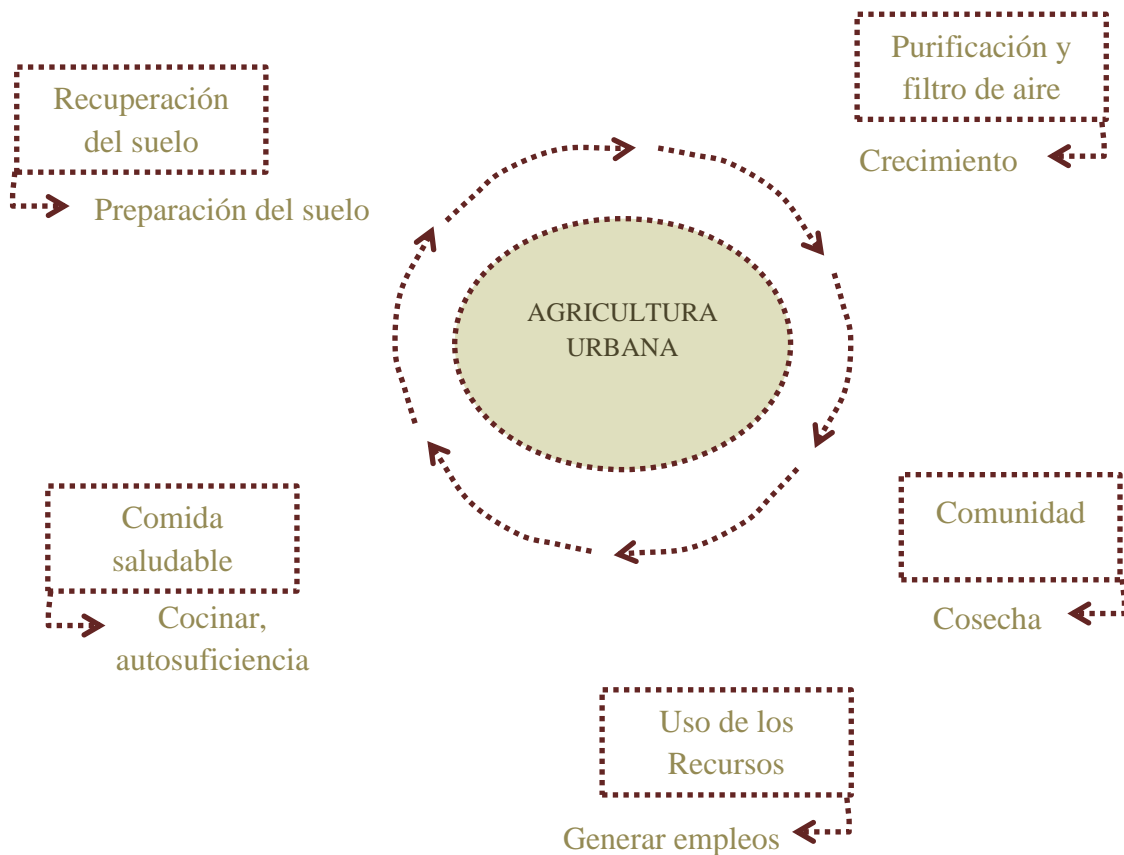 Purificación y
filtro de aire
Crecimiento
Recuperación
del suelo
Preparación del suelo
AGRICULTURA
URBANA
Comida
saludable
Cocinar,
autosuficiencia
Comunidad
Cosecha
Uso de los
Recursos
Generar empleos